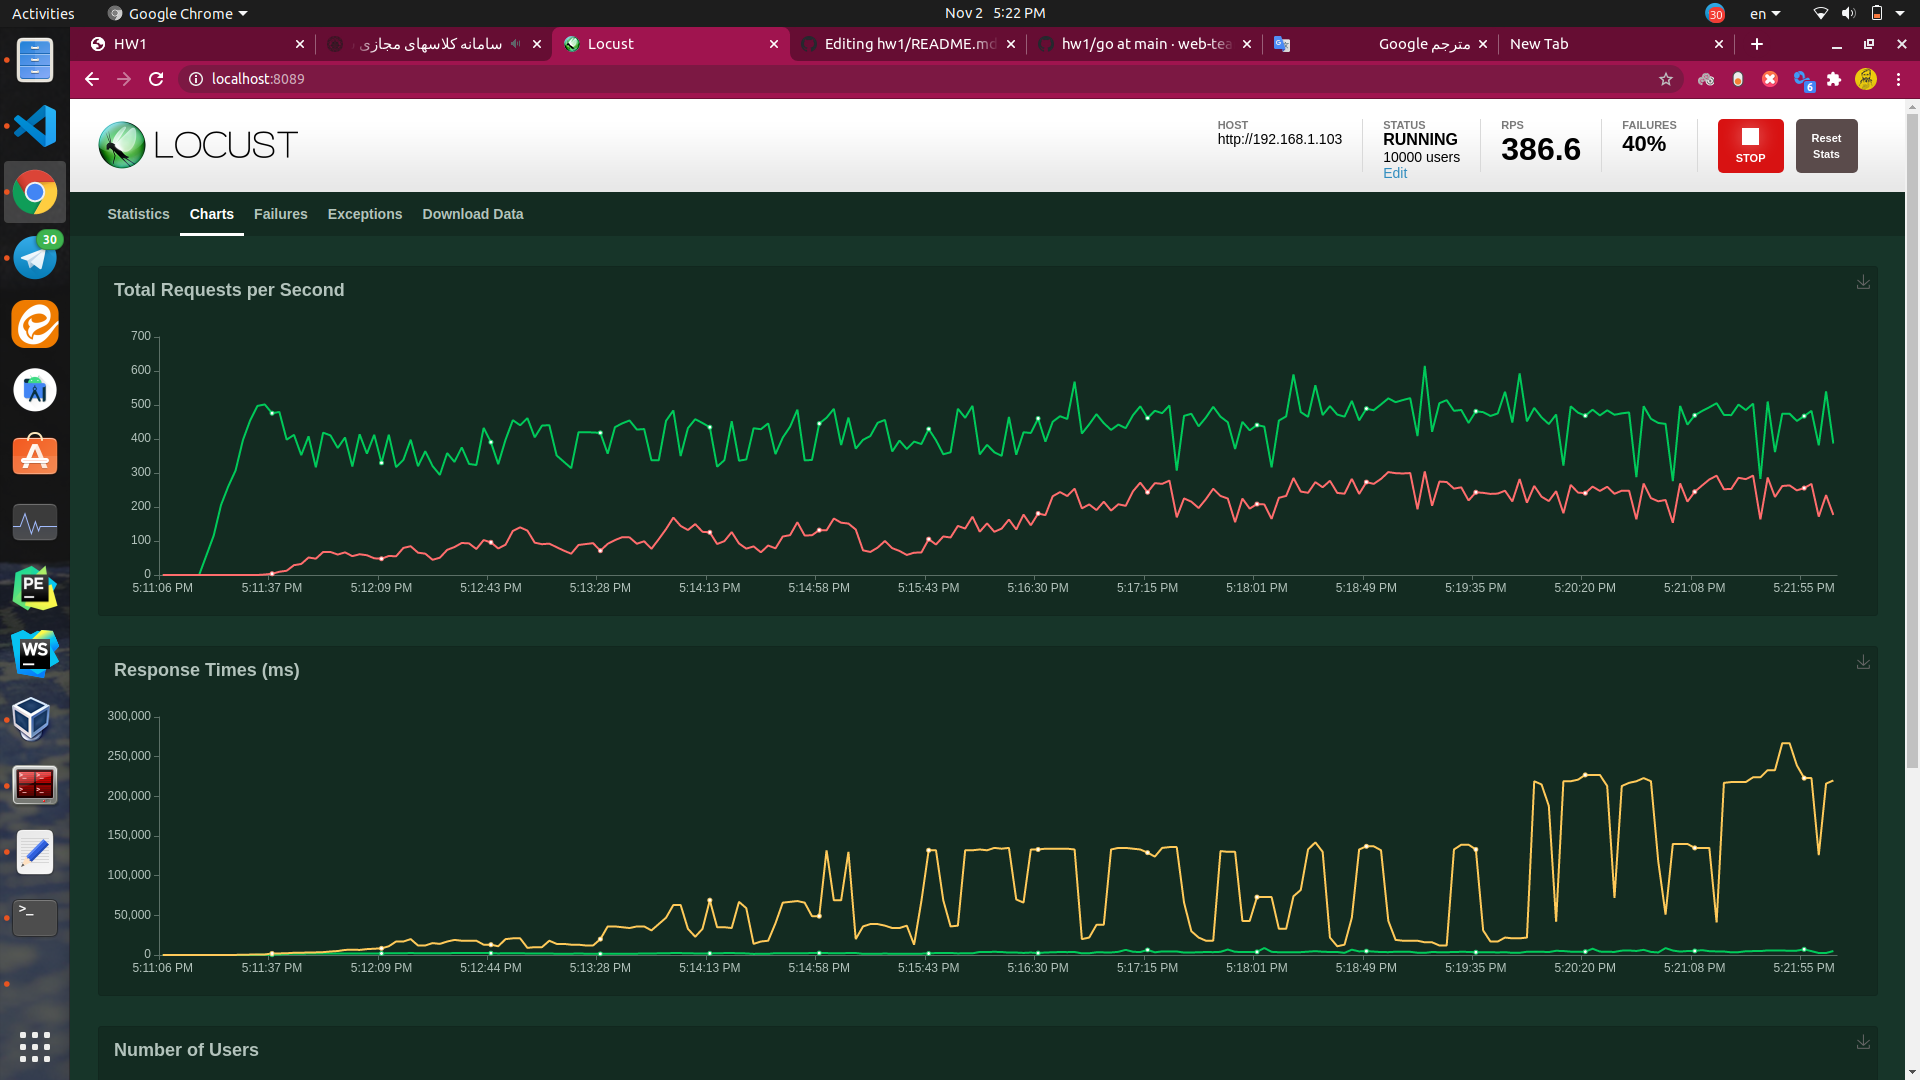 Activities
Google Chrome
Nov 2 5:22 PM
30
en
HW1
سامانه کلاسهای مجازی
Locust
Editing hw1/README.md
hw1/go at main · web-tea
مترجم Google
New Tab
localhost:8089
6
LOCUST
HOST
http://192.168.1.103
STATUS
RUNNING
10000 users
Edit
RPS
386.6
FAILURES
40%
STOP
Reset
Stats
Statistics
Charts
Failures
Exceptions
Download Data
30
Total Requests per Second
700
600
500
400
300
200
100
0
5:11:06 PM 5:11:37 PM 5:12:09 PM 5:12:43 PM 5:13:28 PM 5:14:13 PM 5:14:58 PM 5:15:43 PM 5:16:30 PM 5:17:15 PM 5:18:01 PM 5:18:49 PM 5:19:35 PM 5:20:20 PM 5:21:08 PM 5:21:55 PM
PE
WS
Response Times (ms)
300,000
250,000
200,000
150,000
100,000
50,000
0
5:11:06 PM 5:11:37 PM 5:12:09 PM 5:12:44 PM 5:13:28 PM 5:14:13 PM 5:14:58 PM 5:15:43 PM 5:16:30 PM 5:17:15 PM 5:18:01 PM 5:18:49 PM 5:19:35 PM 5:20:20 PM 5:21:08 PM 5:21:55 PM
>_
Number of Users